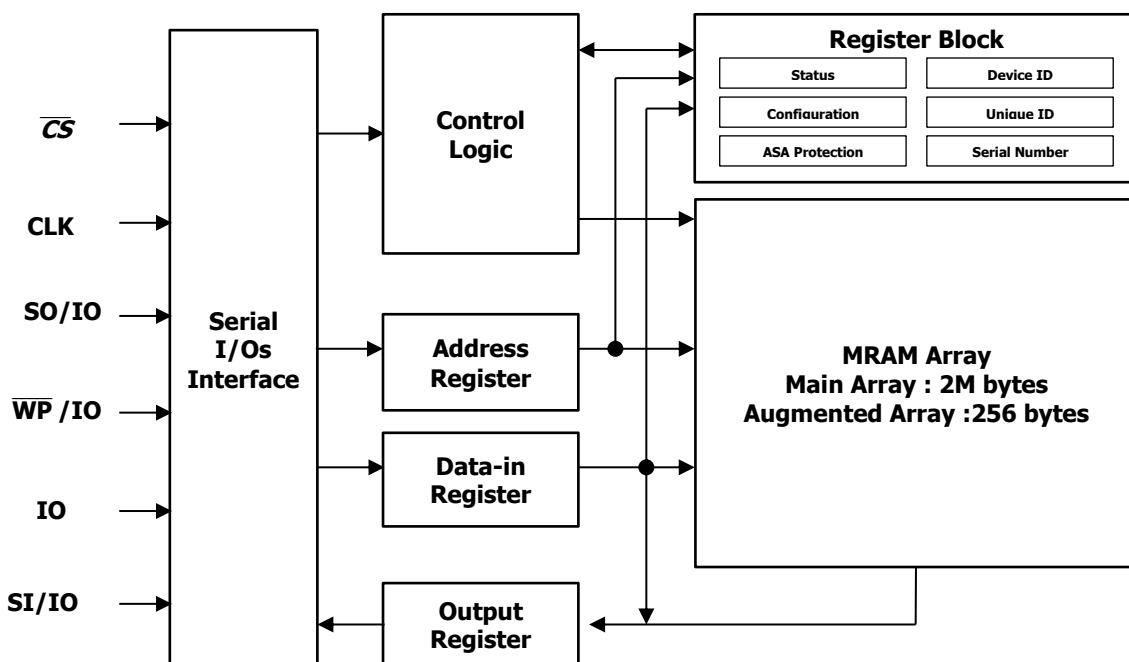 C̅S̅
CLK
SO/IO
W̅P̅ /IO
IO
SI/IO
Serial
I/Os
Interface
Control
Logic
Address
Register
Data-in
Register
Output
Register
Register Block
Status
Device ID
Configuration
Unique ID
ASA Protection
Serial Number
MRAM Array
Main Array : 2M bytes
Augmented Array :256 bytes